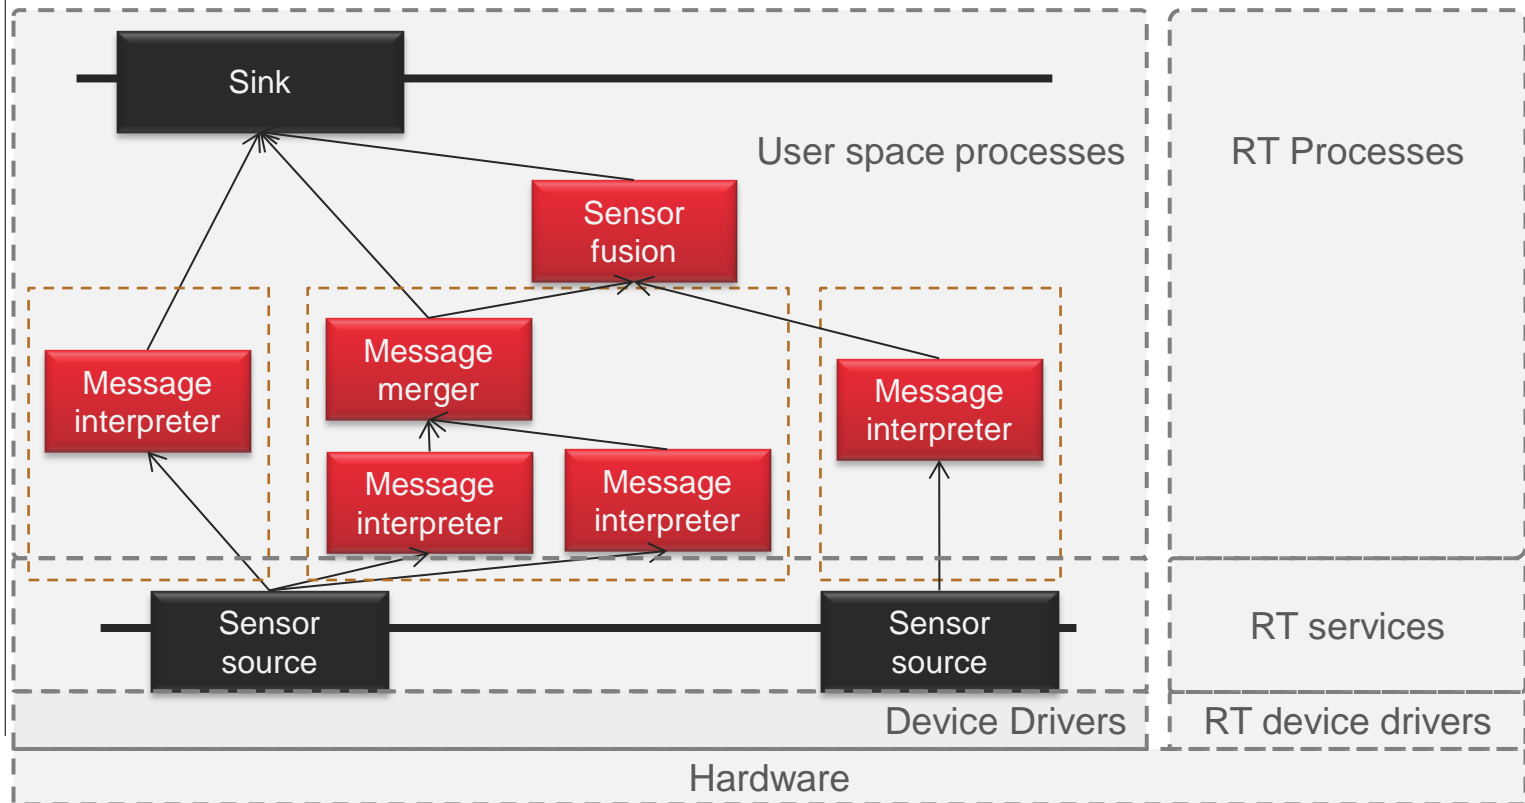 Sink
User space processes
RT Processes
Sensor
fusion
Message
merger
Message
interpreter
Message
interpreter
Message
interpreter
Message
interpreter
Sensor
source
Sensor
source
RT services
Device Drivers
RT device drivers
Hardware